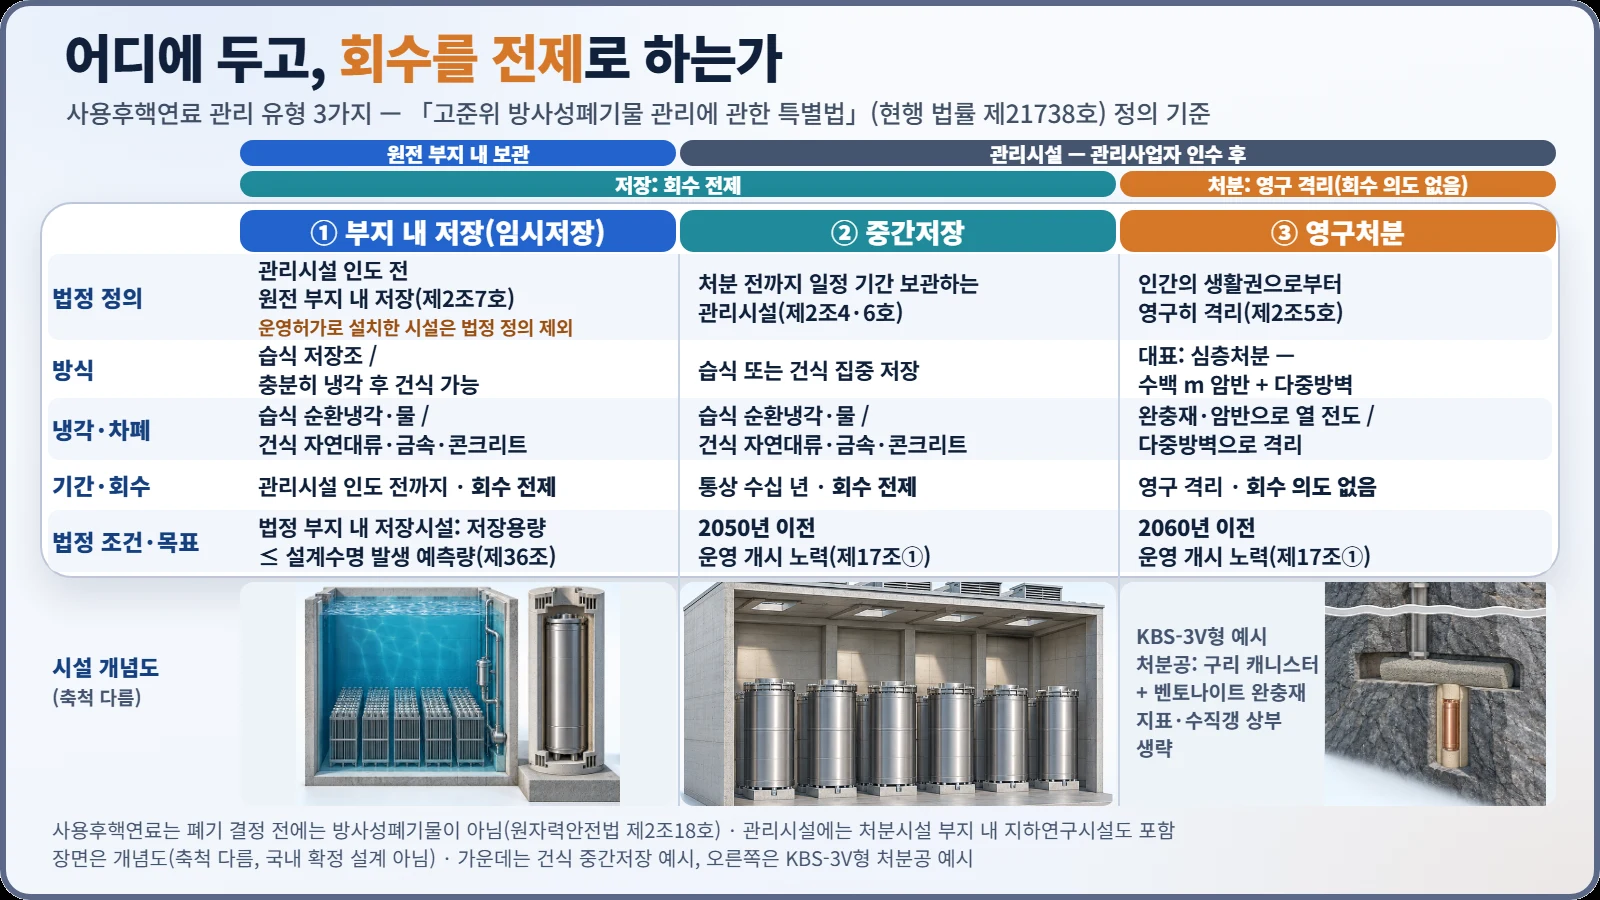 어디에 두고, 회수를 전제로 하는가
사용후핵연료 관리 유형 3가지 — 「고준위 방사성폐기물 관리에 관한 특별법」(현행 법률 제21738호) 정의 기준
원전 부지 내 보관
관리시설 — 관리사업자 인수 후
저장: 회수 전제
처분: 영구 격리(회수 의도 없음)
① 부지 내 저장(임시저장)
② 중간저장
③ 영구처분
법정 정의
관리시설 인도 전
원전 부지 내 저장(제2조7호)
운영허가로 설치한 시설은 법정 정의 제외
처분 전까지 일정 기간 보관하는
관리시설(제2조4·6호)
인간의 생활권으로부터
영구히 격리(제2조5호)
방식
습식 저장조 /
충분히 냉각 후 건식 가능
습식 또는 건식 집중 저장
대표: 심층처분 —
수백 m 암반 + 다중방벽
냉각·차폐
습식 순환냉각·물 /
건식 자연대류·금속·콘크리트
습식 순환냉각·물 /
건식 자연대류·금속·콘크리트
완충재·암반으로 열 전도 /
다중방벽으로 격리
기간·회수
관리시설 인도 전까지 · 회수 전제
통상 수십 년 · 회수 전제
영구 격리 · 회수 의도 없음
법정 조건·목표
법정 부지 내 저장시설: 저장용량
≤ 설계수명 발생 예측량(제36조)
2050년 이전
운영 개시 노력(제17조①)
2060년 이전
운영 개시 노력(제17조①)
시설 개념도
(축척 다름)
KBS-3V형 예시
처분공: 구리 캐니스터
+ 벤토나이트 완충재
지표·수직갱 상부
생략
사용후핵연료는 폐기 결정 전에는 방사성폐기물이 아님(원자력안전법 제2조18호) · 관리시설에는 처분시설 부지 내 지하연구시설도 포함
장면은 개념도(축척 다름, 국내 확정 설계 아님) · 가운데는 건식 중간저장 예시, 오른쪽은 KBS-3V형 처분공 예시